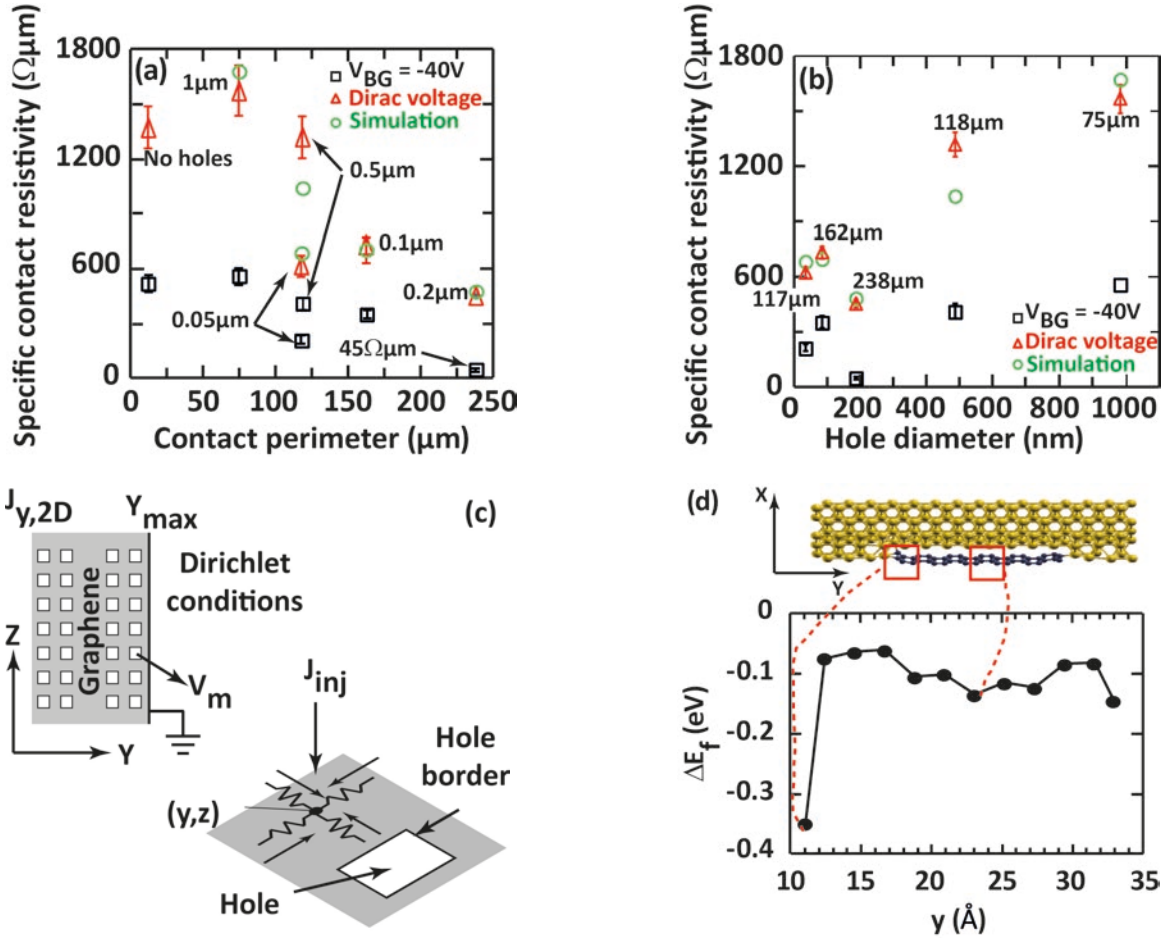 (a)
Specific contact resistivity (Ωμm)
1800
1200
600
0
V_BG = -40V
Dirac voltage
Simulation
1μm
No holes
0.5μm
0.1μm
0.2μm
0.05μm
45Ωμm
0 50 100 150 200 250
Contact perimeter (μm)
(b)
Specific contact resistivity (Ωμm)
1800
1200
600
0
118μm
75μm
162μm
238μm
117μm
V_BG = -40V
Dirac voltage
Simulation
0 200 400 600 800 1000
Hole diameter (nm)
(c)
J_y,2D
Y_max
Dirichlet
conditions
Graphene
Z
Y
V_m
J_inj
Hole
border
(y,z)
Hole
(d)
X
Y
ΔE_f (eV)
0
-0.1
-0.2
-0.3
-0.4
10 15 20 25 30 35
y (Å)